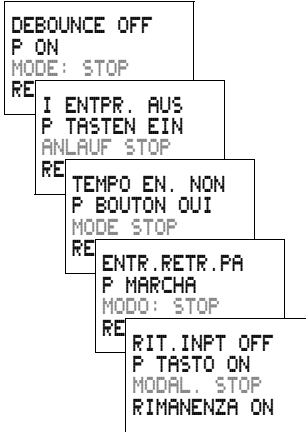 DEBOUNCE OFF
P ON
MODE: STOP
RE
I ENTPR. AUS
P TASTEN EIN
ANLAUF STOP
RE
TEMPO EN. NON
P BOUTON OUI
MODE STOP
RE
ENTR.RETR.PA
P MARCHA
MODO: STOP
RE
RIT.INPT OFF
P TASTO ON
MODAL. STOP
RIMANENZA ON